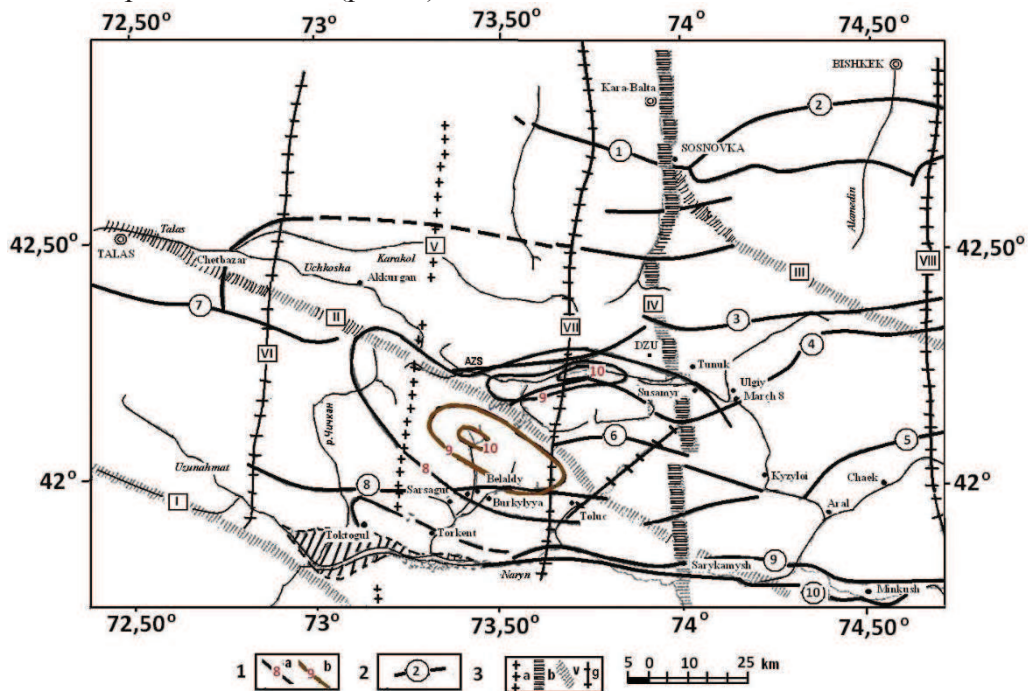 72,50° 73° 73,50° 74° 74,50°
BISHKEK
Kara-Balta
2
1
SOSNOVKA
Alamedin
42,50° 42,50°
Talas
TALAS
V
Karakol
Chetbazar
Uchkosha
Akkurgan
III
VIII
7
II
IV
3
VI
VII
DZU
4
AZS
Tunuk
10
Susamyr
Ulgiy
March 8
9
р.Чичкан
9
10
6
5
8
Uzunahmat
Belaldy
Kyzyloi
Chaek
42° 42°
8
Sarsagut
Burkylyya
Aral
I
Toluc
Toktogul
Torkent
9
Naryn
Sarykamysh
10
Minkush
72,50° 73° 73,50° 74° 74,50°
1 8 a 9 b 2 2 3 a b v g 5 0 10 25 km